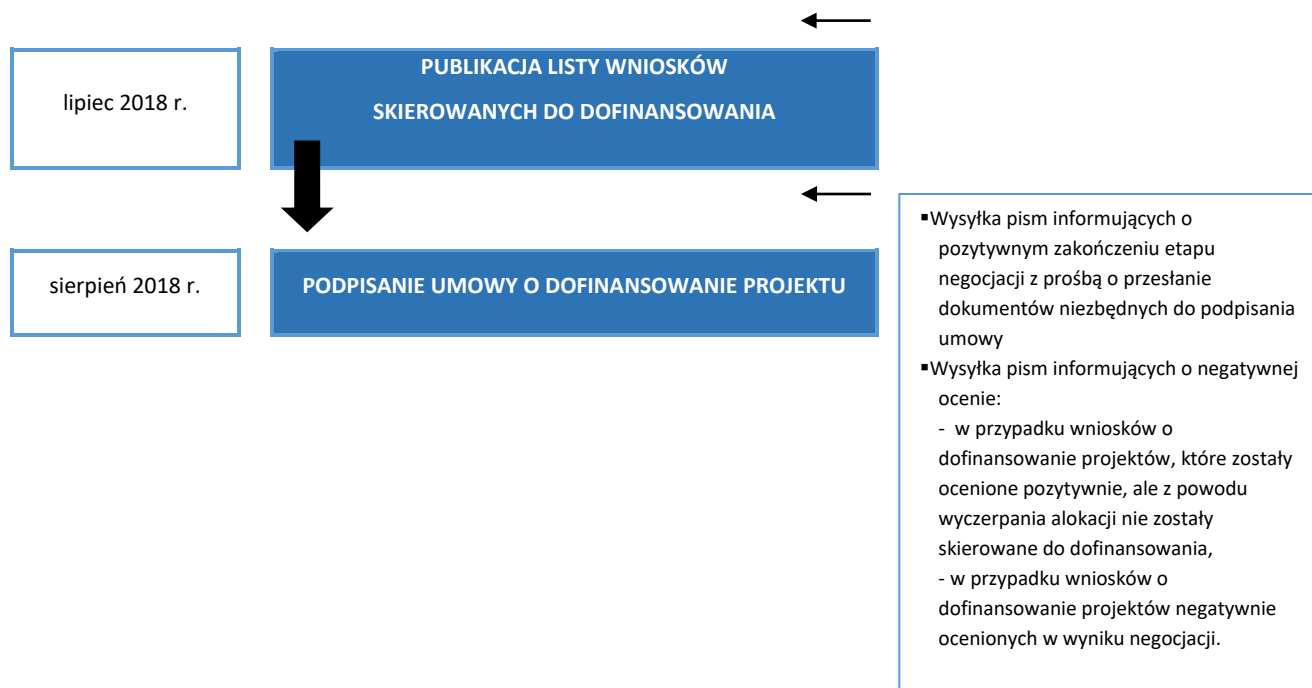 lipiec 2018 r.
PUBLIKACJA LISTY WNIOSKÓW
SKIEROWANYCH DO DOFINANSOWANIA
sierpień 2018 r.
PODPISANIE UMOWY O DOFINANSOWANIE PROJEKTU
▪Wysyłka pism informujących o
pozytywnym zakończeniu etapu
negocjacji z prośbą o przesłanie
dokumentów niezbędnych do podpisania
umowy
▪Wysyłka pism informujących o negatywnej
ocenie:
- w przypadku wniosków o
dofinansowanie projektów, które zostały
ocenione pozytywnie, ale z powodu
wyczerpania alokacji nie zostały
skierowane do dofinansowania,
- w przypadku wniosków o
dofinansowanie projektów negatywnie
ocenionych w wyniku negocjacji.